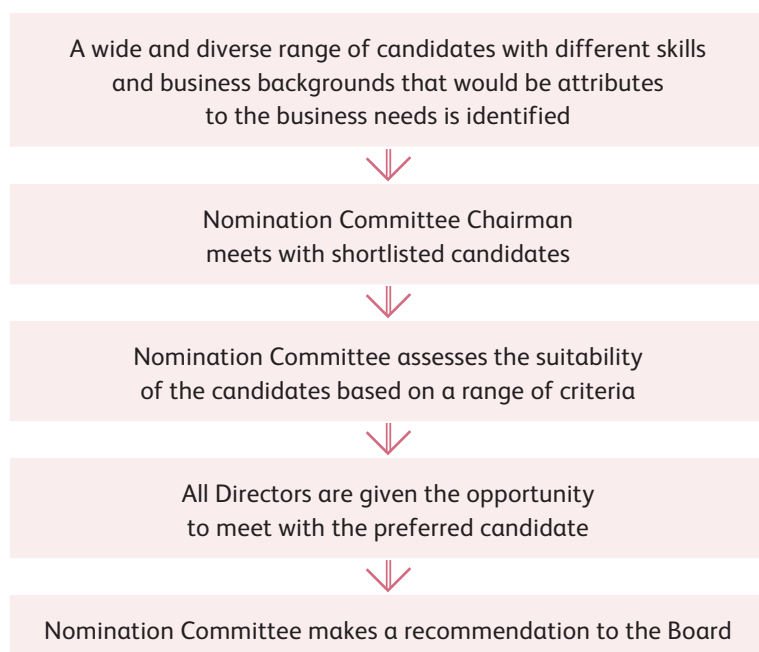 A wide and diverse range of candidates with different skills
and business backgrounds that would be attributes
to the business needs is identified
Nomination Committee Chairman
meets with shortlisted candidates
Nomination Committee assesses the suitability
of the candidates based on a range of criteria
All Directors are given the opportunity
to meet with the preferred candidate
Nomination Committee makes a recommendation to the Board